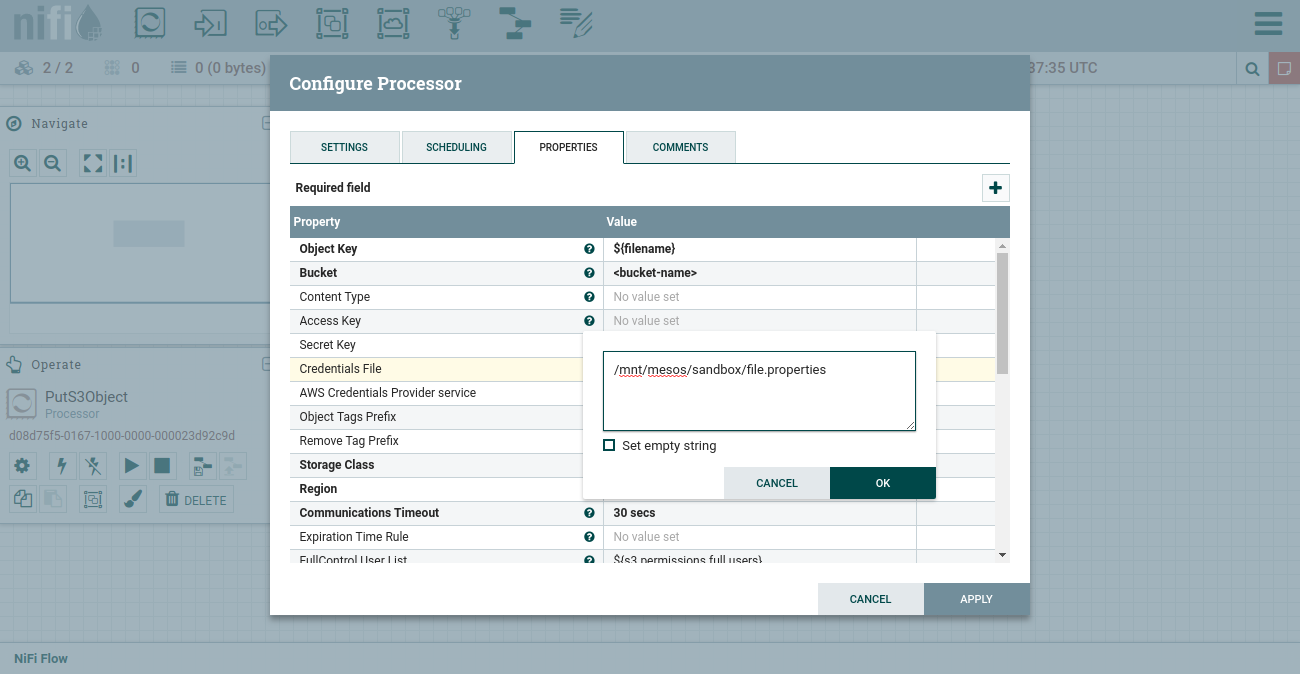 nifi
2 / 2
0
0 (0 bytes)
37:35 UTC
Navigate
Operate
PutS3Object
Processor
d08d75f5-0167-1000-0000-000023d92c9d
DELETE
Configure Processor
SETTINGS
SCHEDULING
PROPERTIES
COMMENTS
Required field
Property Value
Object Key ${filename}
Bucket <bucket-name>
Content Type No value set
Access Key No value set
Secret Key
Credentials File
/mnt/mesos/sandbox/file.properties
AWS Credentials Provider service
Object Tags Prefix
Remove Tag Prefix
Set empty string
Storage Class
Region
CANCEL
OK
Communications Timeout 30 secs
Expiration Time Rule No value set
FullControl User List ${s3.permissions.full.users}
CANCEL
APPLY
NiFi Flow